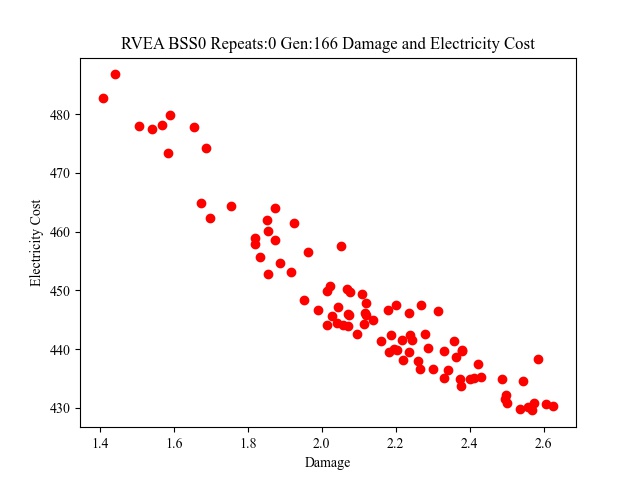 RVEA BSS0 Repeats:0 Gen:166 Damage and Electricity Cost
480
470
460
450
440
430
Electricity Cost
1.4 1.6 1.8 2.0 2.2 2.4 2.6
Damage